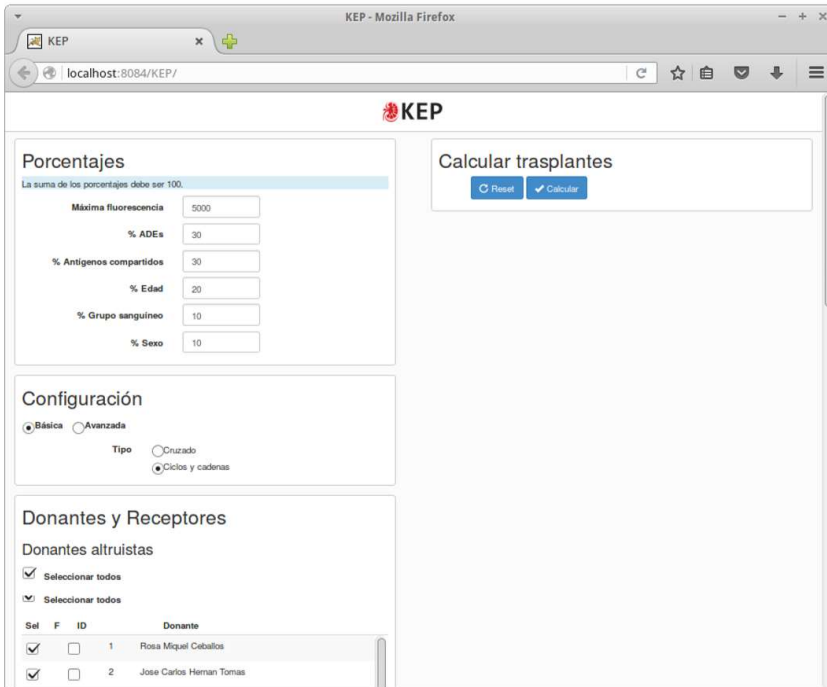 KEP - Mozilla Firefox
KEP
localhost:8084/KEP/
KEP
Porcentajes
La suma de los porcentajes debe ser 100.
Máxima fluorescencia 5000
% ADEs 30
% Antígenos compartidos 30
% Edad 20
% Grupo sanguíneo 10
% Sexo 10
Configuración
Básica Avanzada
Tipo Cruzado
Ciclos y cadenas
Donantes y Receptores
Donantes altruistas
Seleccionar todos
Seleccionar todos
Sel F ID Donante
1 Rosa Miquel Ceballos
2 Jose Carlos Hernan Tomas
Calcular trasplantes
Reset Calcular